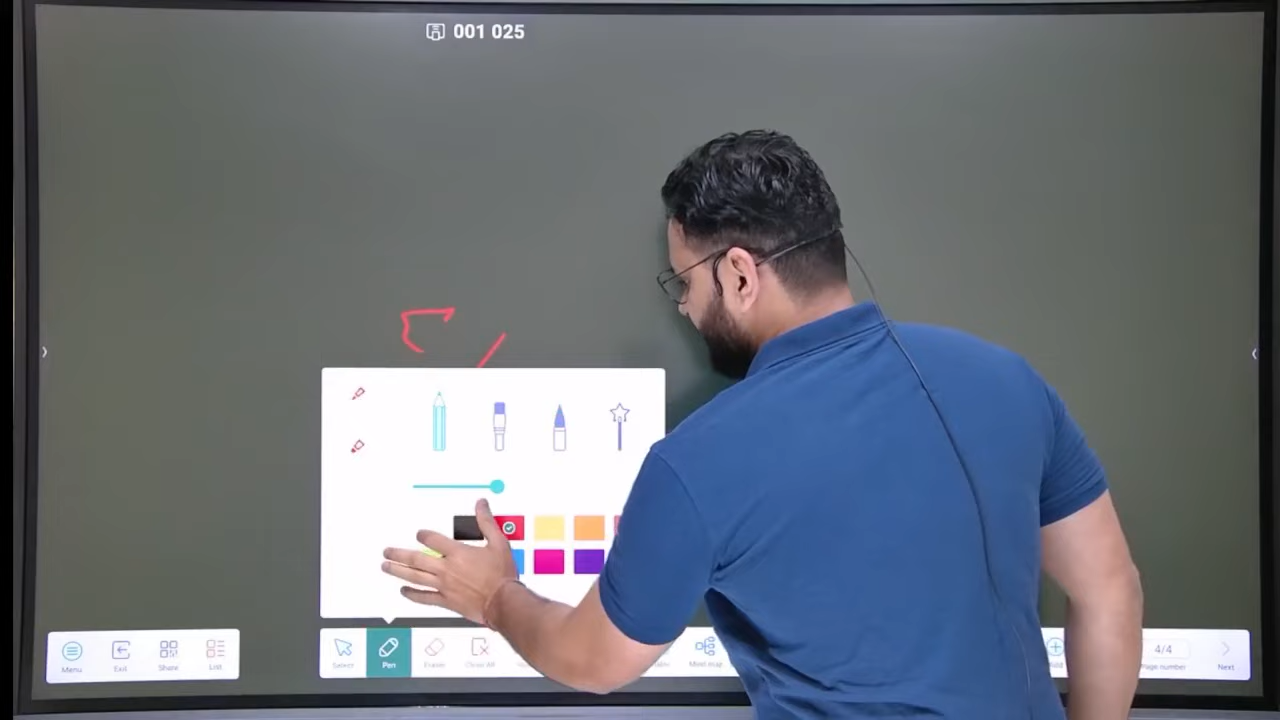 001 025
Menu
Exit
Share
List
Select
Pen
Eraser
Clear All
Mind map
4/4
Page number
Next